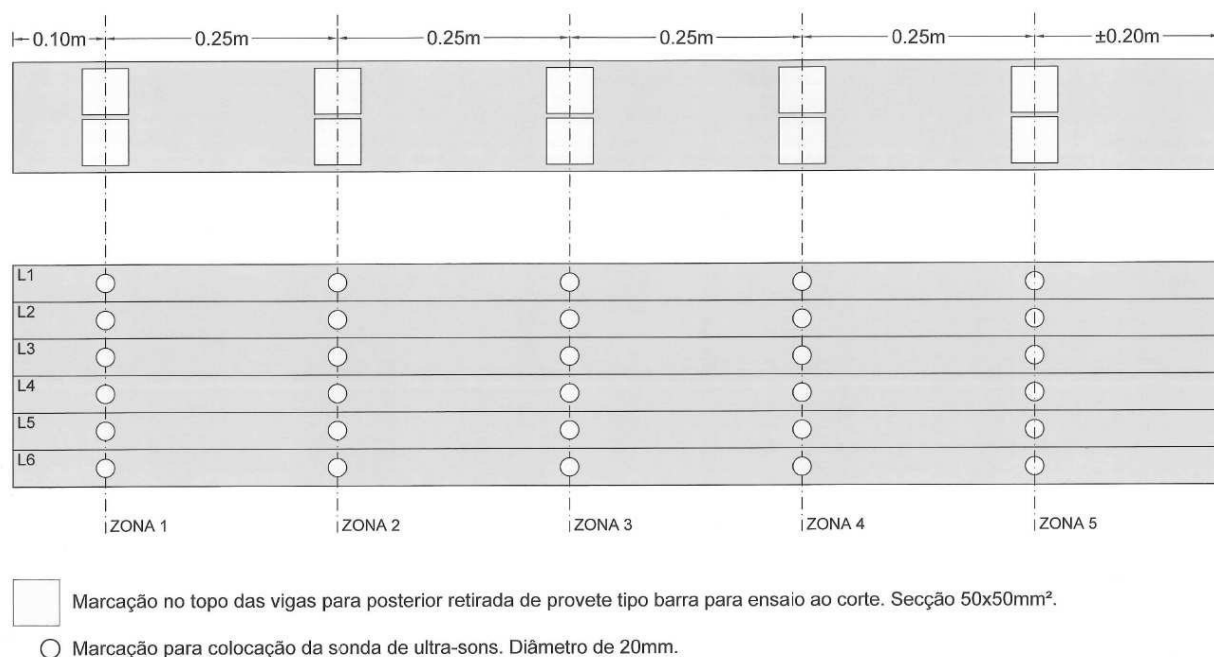 0.10m 0.25m 0.25m 0.25m 0.25m ±0.20m
L1
L2
L3
L4
L5
L6
ZONA 1 ZONA 2 ZONA 3 ZONA 4 ZONA 5
Marcação no topo das vigas para posterior retirada de provete tipo barra para ensaio ao corte. Secção 50x50mm².
Marcação para colocação da sonda de ultra-sons. Diâmetro de 20mm.